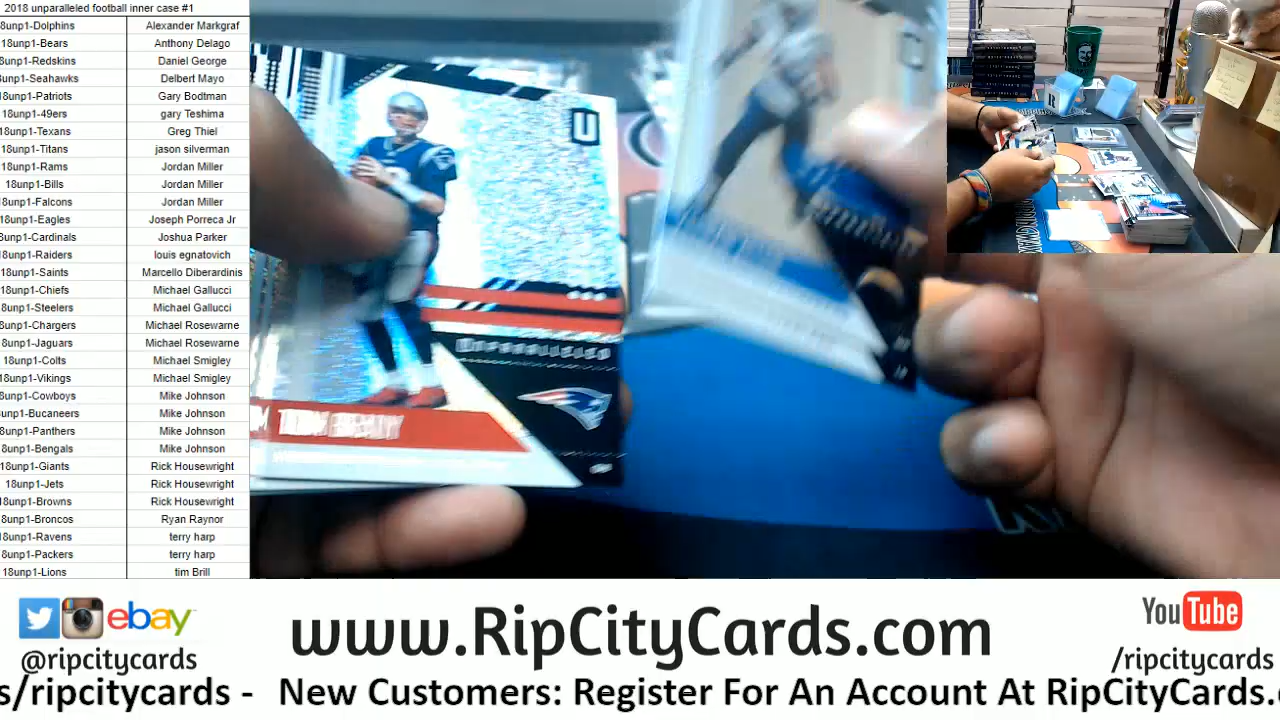 2018 unparalleled football inner case #1
8unp1-Dolphins Alexander Markgraf
18unp1-Bears Anthony Delago
8unp1-Redskins Daniel George
8unp1-Seahawks Delbert Mayo
8unp1-Patriots Gary Bodtman
18unp1-49ers gary Teshima
18unp1-Texans Greg Thiel
18unp1-Titans jason silverman
18unp1-Rams Jordan Miller
18unp1-Bills Jordan Miller
18unp1-Falcons Jordan Miller
18unp1-Eagles Joseph Porreca Jr
8unp1-Cardinals Joshua Parker
18unp1-Raiders louis egnatovich
18unp1-Saints Marcello Diberardinis
18unp1-Chiefs Michael Gallucci
18unp1-Steelers Michael Gallucci
8unp1-Chargers Michael Rosewarne
8unp1-Jaguars Michael Rosewarne
18unp1-Colts Michael Smigley
18unp1-Vikings Michael Smigley
8unp1-Cowboys Mike Johnson
8unp1-Bucaneers Mike Johnson
8unp1-Panthers Mike Johnson
8unp1-Bengals Mike Johnson
18unp1-Giants Rick Housewright
18unp1-Jets Rick Housewright
18unp1-Browns Rick Housewright
8unp1-Broncos Ryan Raynor
18unp1-Ravens terry harp
8unp1-Packers terry harp
18unp1-Lions tim Brill
U
Unparalleled
TOM BRADY
ebay
@ripcitycards
www.RipCityCards.com
YouTube
/ripcitycards
s/ripcitycards - New Customers: Register For An Account At RipCityCards.